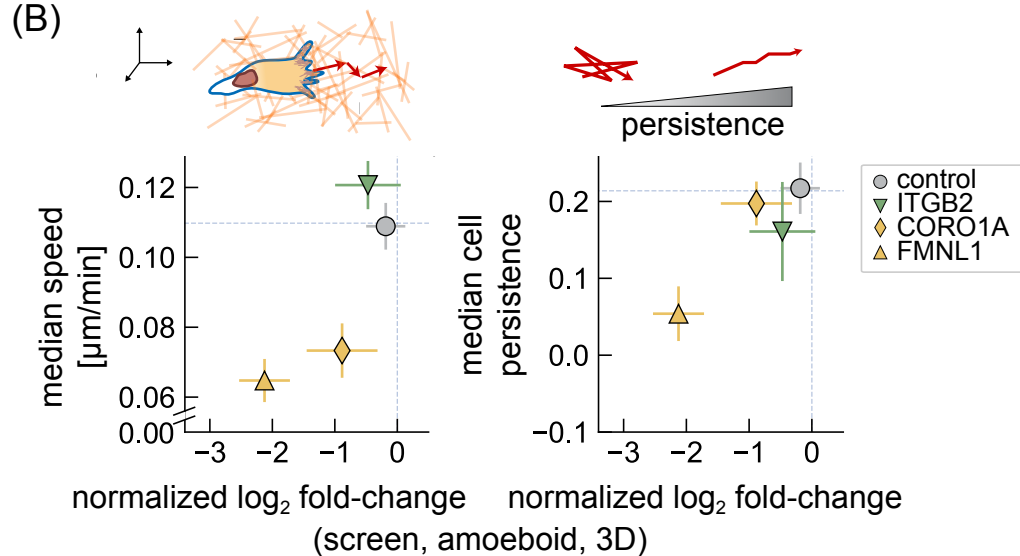 (B)
persistence
0.12
0.10
0.08
0.06
0.00
median speed
[µm/min]
−3 −2 −1 0
normalized log₂ fold-change
0.2
0.1
0.0
−0.1
median cell
persistence
−3 −2 −1 0
normalized log₂ fold-change
(screen, amoeboid, 3D)
control
ITGB2
CORO1A
FMNL1